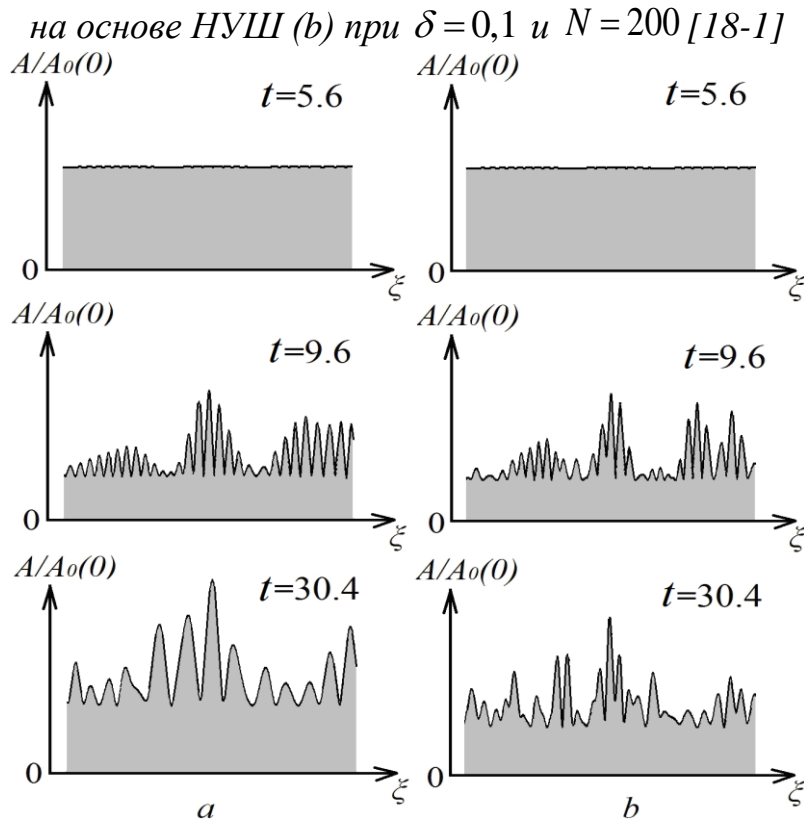 на основе НУШ (b) при δ = 0,1 и N = 200 [18-1]
A/A₀(0) A/A₀(0)
t=5.6 t=5.6
0 ξ 0 ξ
A/A₀(0) A/A₀(0)
t=9.6 t=9.6
0 ξ 0 ξ
A/A₀(0) A/A₀(0)
t=30.4 t=30.4
0 ξ 0 ξ
a b